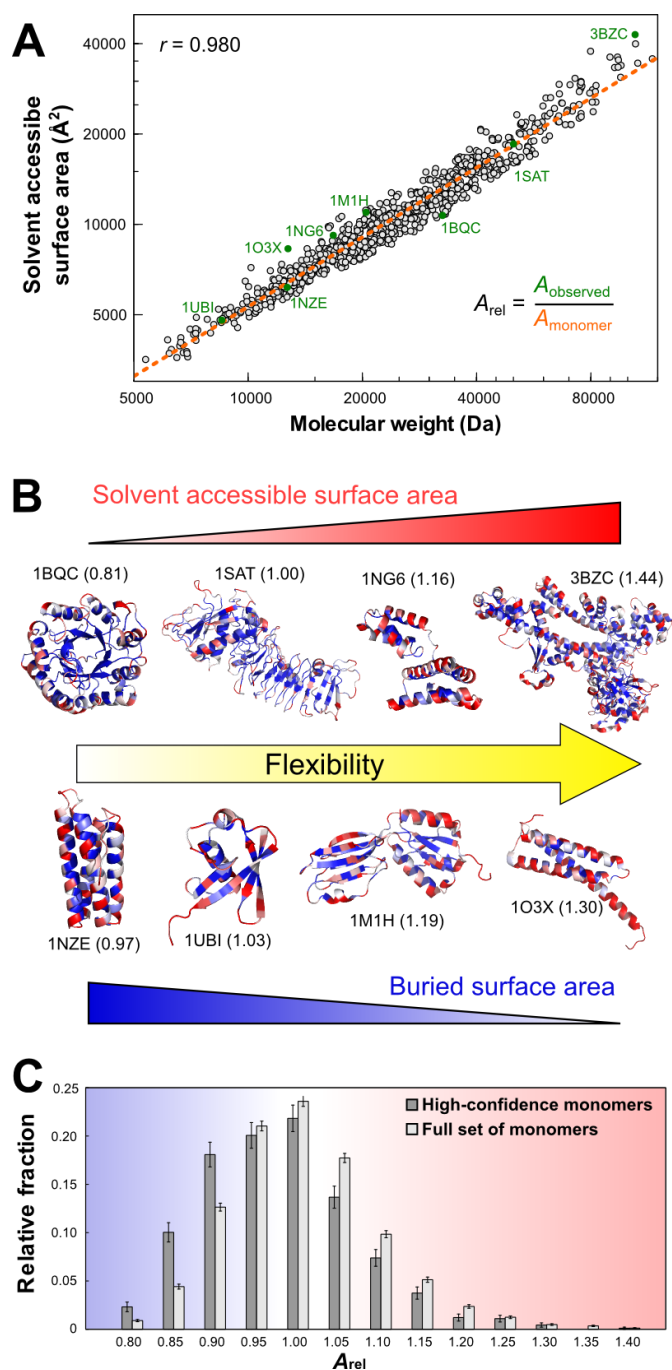 A
r = 0.980
3BZC
1SAT
1M1H
1NG6
1BQC
1O3X
1NZE
1UBI
Solvent accessibe
surface area (Å²)
40000
20000
10000
5000
A_rel = A_observed / A_monomer
5000 10000 20000 40000 80000
Molecular weight (Da)
B
Solvent accessible surface area
1BQC (0.81)
1SAT (1.00)
1NG6 (1.16)
3BZC (1.44)
Flexibility
1NZE (0.97)
1UBI (1.03)
1M1H (1.19)
1O3X (1.30)
Buried surface area
C
Relative fraction
0.25
0.20
0.15
0.10
0.05
0
High-confidence monomers
Full set of monomers
0.80 0.85 0.90 0.95 1.00 1.05 1.10 1.15 1.20 1.25 1.30 1.35 1.40
A_rel